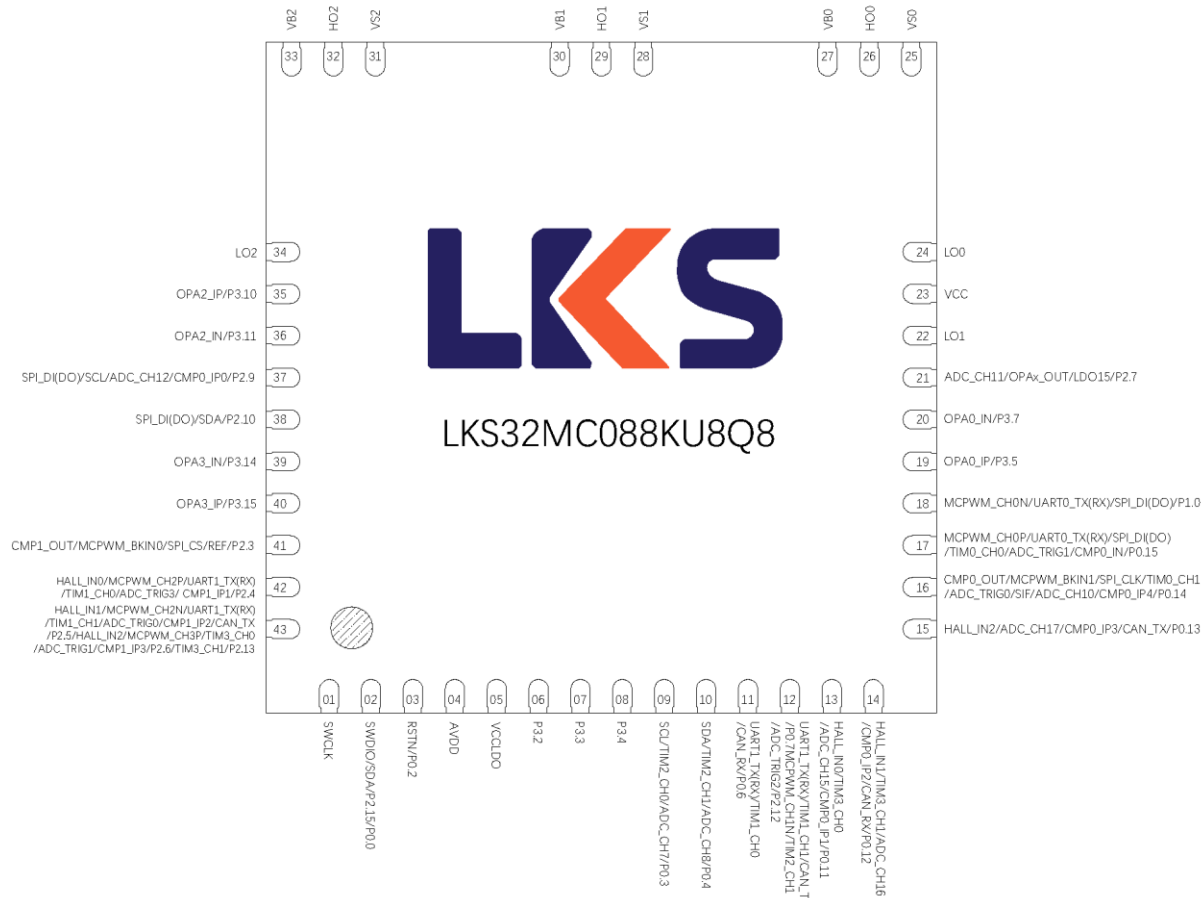 VB2
HO2
VS2
VB1
HO1
VS1
VB0
HO0
VS0
33
32
31
30
29
28
27
26
25
LKS
LKS32MC088KU8Q8
LO2 34
OPA2_IP/P3.10 35
OPA2_IN/P3.11 36
SPI_DI(DO)/SCL/ADC_CH12/CMP0_IP0/P2.9 37
SPI_DI(DO)/SDA/P2.10 38
OPA3_IN/P3.14 39
OPA3_IP/P3.15 40
CMP1_OUT/MCPWM_BKIN0/SPI_CS/REF/P2.3 41
HALL_IN0/MCPWM_CH2P/UART1_TX(RX)
/TIM1_CH0/ADC_TRIG3/ CMP1_IP1/P2.4
42
HALL_IN1/MCPWM_CH2N/UART1_TX(RX)
/TIM1_CH1/ADC_TRIG0/CMP1_IP2/CAN_TX
/P2.5/HALL_IN2/MCPWM_CH3P/TIM3_CH0
/ADC_TRIG1/CMP1_IP3/P2.6/TIM3_CH1/P2.13
43
24 LO0
23 VCC
22 LO1
21 ADC_CH11/OPAx_OUT/LDO15/P2.7
20 OPA0_IN/P3.7
19 OPA0_IP/P3.5
18 MCPWM_CH0N/UART0_TX(RX)/SPI_DI(DO)/P1.0
17
MCPWM_CH0P/UART0_TX(RX)/SPI_DI(DO)
/TIM0_CH0/ADC_TRIG1/CMP0_IN/P0.15
16
CMP0_OUT/MCPWM_BKIN1/SPI_CLK/TIM0_CH1
/ADC_TRIG0/SIF/ADC_CH10/CMP0_IP4/P0.14
15 HALL_IN2/ADC_CH17/CMP0_IP3/CAN_TX/P0.13
01
02
03
04
05
06
07
08
09
10
11
12
13
14
SWCLK
SWDIO/SDA/P2.15/P0.0
RSTN/P0.2
AVDD
VCCLDO
P3.2
P3.3
P3.4
SCL/TIM2_CH0/ADC_CH7/P0.3
SDA/TIM2_CH1/ADC_CH8/P0.4
UART1_TX(RX)/TIM1_CH0
/CAN_RX/P0.6
UART1_TX(RX)/TIM1_CH1/CAN_T
/P0.7MCPWM_CH1N/TIM2_CH1
/ADC_TRIG2/P2.12
HALL_IN0/TIM3_CH0
/ADC_CH15/CMP0_IP1/P0.11
HALL_IN1/TIM3_CH1/ADC_CH16
/CMP0_IP2/CAN_RX/P0.12